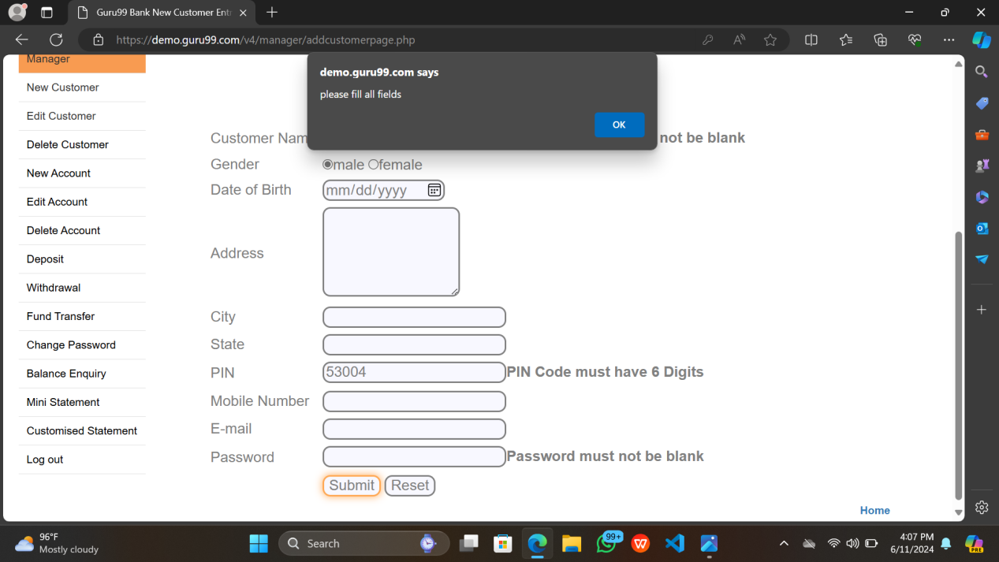 Guru99 Bank New Customer Entr
https://demo.guru99.com/v4/manager/addcustomerpage.php
demo.guru99.com says
please fill all fields
OK
Manager
New Customer
Edit Customer
Delete Customer
New Account
Edit Account
Delete Account
Deposit
Withdrawal
Fund Transfer
Change Password
Balance Enquiry
Mini Statement
Customised Statement
Log out
Customer Nam not be blank
Gender male female
Date of Birth mm/dd/yyyy
Address
City
State
PIN 53004 PIN Code must have 6 Digits
Mobile Number
E-mail
Password Password must not be blank
Submit Reset
Home
96°F
Mostly cloudy
Search
99+
4:07 PM
6/11/2024
PRE